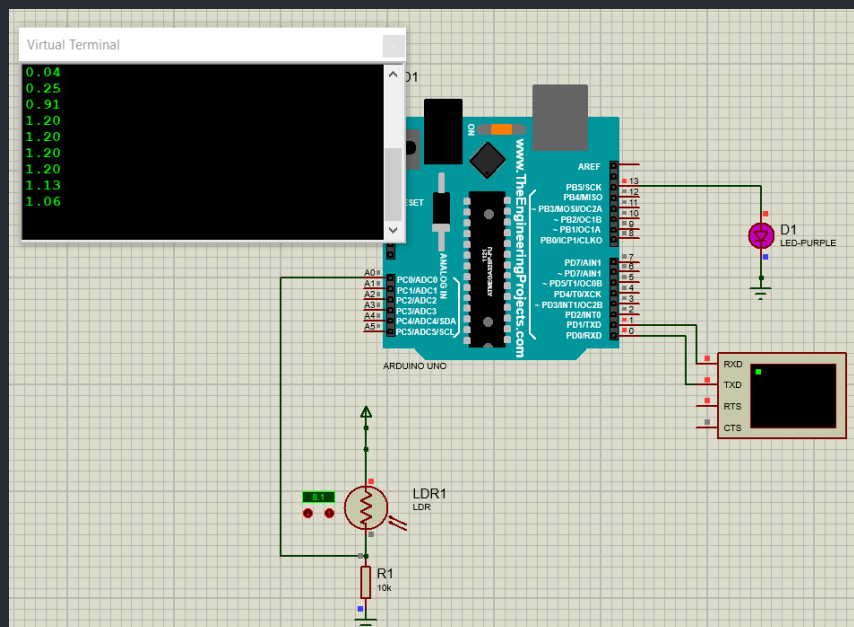 Virtual Terminal
0.04
0.25
0.91
1.20
1.20
1.20
1.20
1.13
1.06
D1
ON
www.TheEngineeringProjects.com
ESET
ANALOG IN
1121
AREF
PB5/SCK
PB4/MISO
~ PB3/MOSI/OC2A
~ PB2/OC1B
~ PB1/OC1A
PB0/ICP1/CLKO
13
12
11
10
9
8
PD7/AIN1
~ PD7/AIN1
~ PD5/T1/OC0B
PD4/T0/XCK
~ PD3/INT1/OC2B
PD2/INT0
PD1/TXD
PD0/RXD
7
6
5
4
3
2
1
0
A0
A1
A2
A3
A4
A5
PC0/ADC0
PC1/ADC1
PC2/ADC2
PC3/ADC3
PC4/ADC4/SDA
PC5/ADC5/SCL
ARDUINO UNO
D1
LED-PURPLE
RXD
TXD
RTS
CTS
8.1
LDR1
LDR
R1
10k